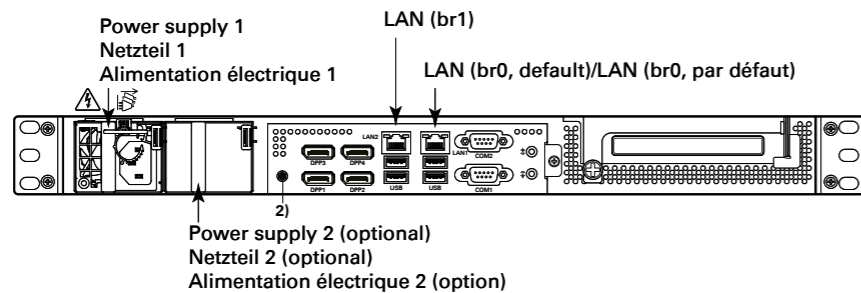 Power supply 1
Netzteil 1
Alimentation électrique 1
LAN (br1)
LAN (br0, default)/LAN (br0, par défaut)
LAN2
LAN1
COM2
DPP3
DPP4
DPP1
DPP2
USB
USB
COM1
2)
Power supply 2 (optional)
Netzteil 2 (optional)
Alimentation électrique 2 (option)